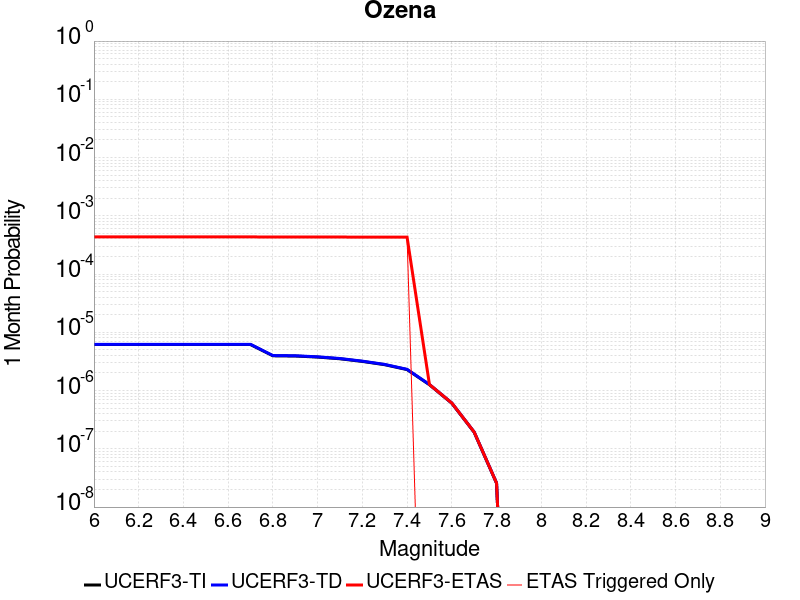 Ozena
10^0
10^-1
10^-2
10^-3
10^-4
10^-5
10^-6
10^-7
10^-8
1 Month Probability
6 6.2 6.4 6.6 6.8 7 7.2 7.4 7.6 7.8 8 8.2 8.4 8.6 8.8 9
Magnitude
UCERF3-TI UCERF3-TD UCERF3-ETAS ETAS Triggered Only